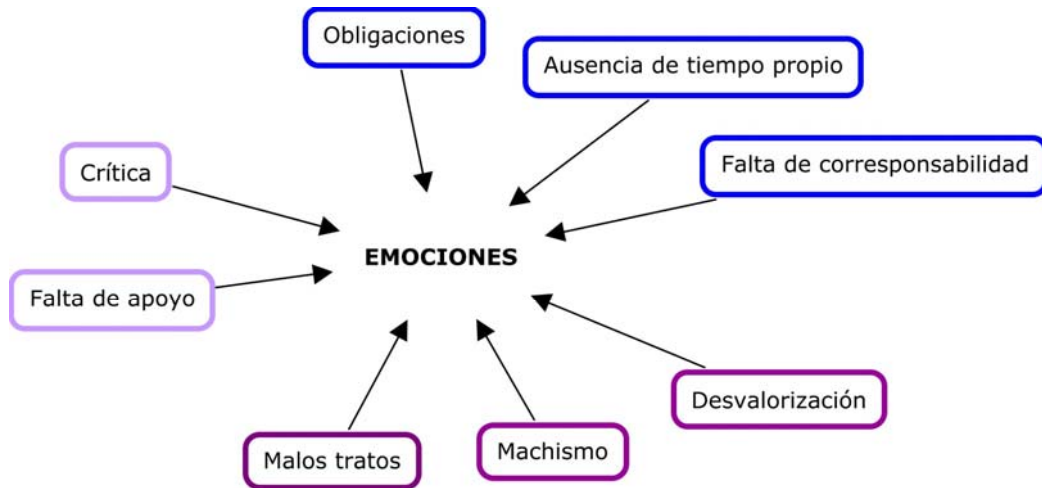 Obligaciones
Ausencia de tiempo propio
Crítica
Falta de corresponsabilidad
EMOCIONES
Falta de apoyo
Desvalorización
Malos tratos
Machismo